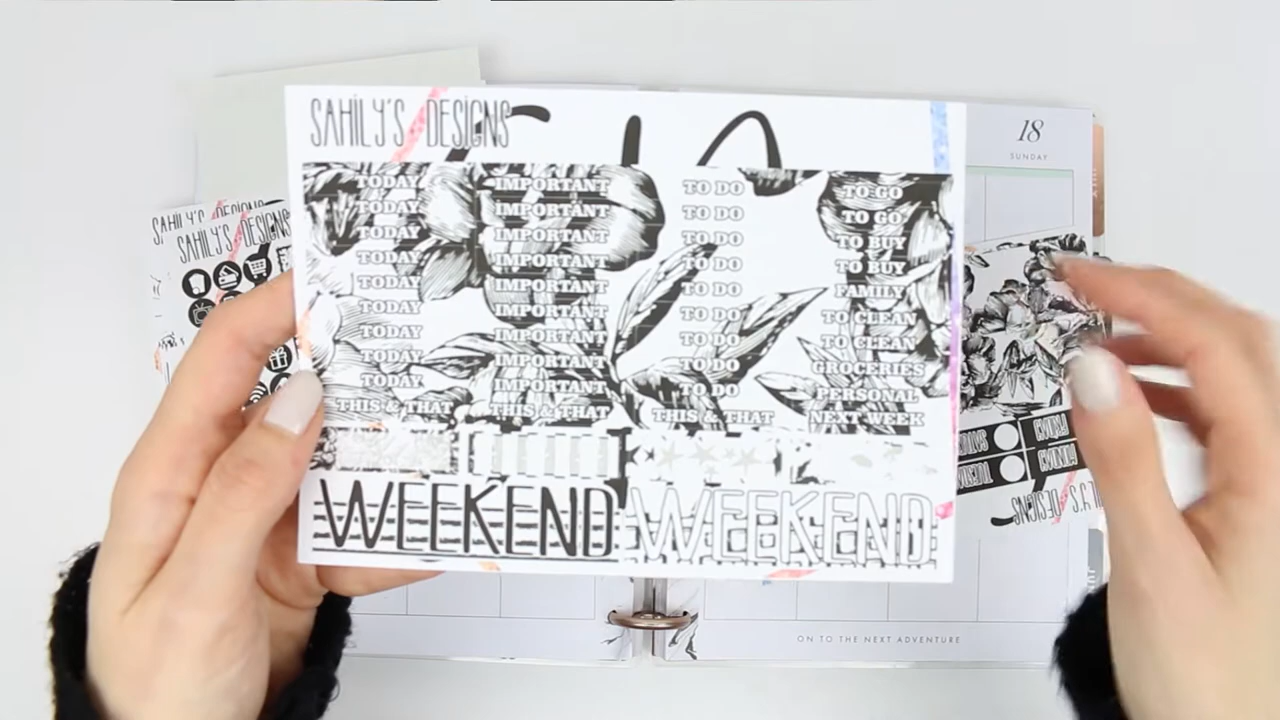 SAHILY'S DESIGNS
TODAY IMPORTANT TO DO TO GO
TODAY IMPORTANT TO DO TO GO
TODAY IMPORTANT TO DO TO BUY
TODAY IMPORTANT TO DO TO BUY
TODAY IMPORTANT TO DO FAMILY
TODAY IMPORTANT TO DO TO CLEAN
TODAY IMPORTANT TO DO TO CLEAN
TODAY IMPORTANT TO DO GROCERIES
TODAY IMPORTANT TO DO PERSONAL
THIS & THAT THIS & THAT THIS & THAT NEXT WEEK
WEEKEND WEEKEND
18
SUNDAY
SAHILY'S DESIGNS
SAHILY'S DESIGNS
MONDAY
DESIGNS
ON TO THE NEXT ADVENTURE